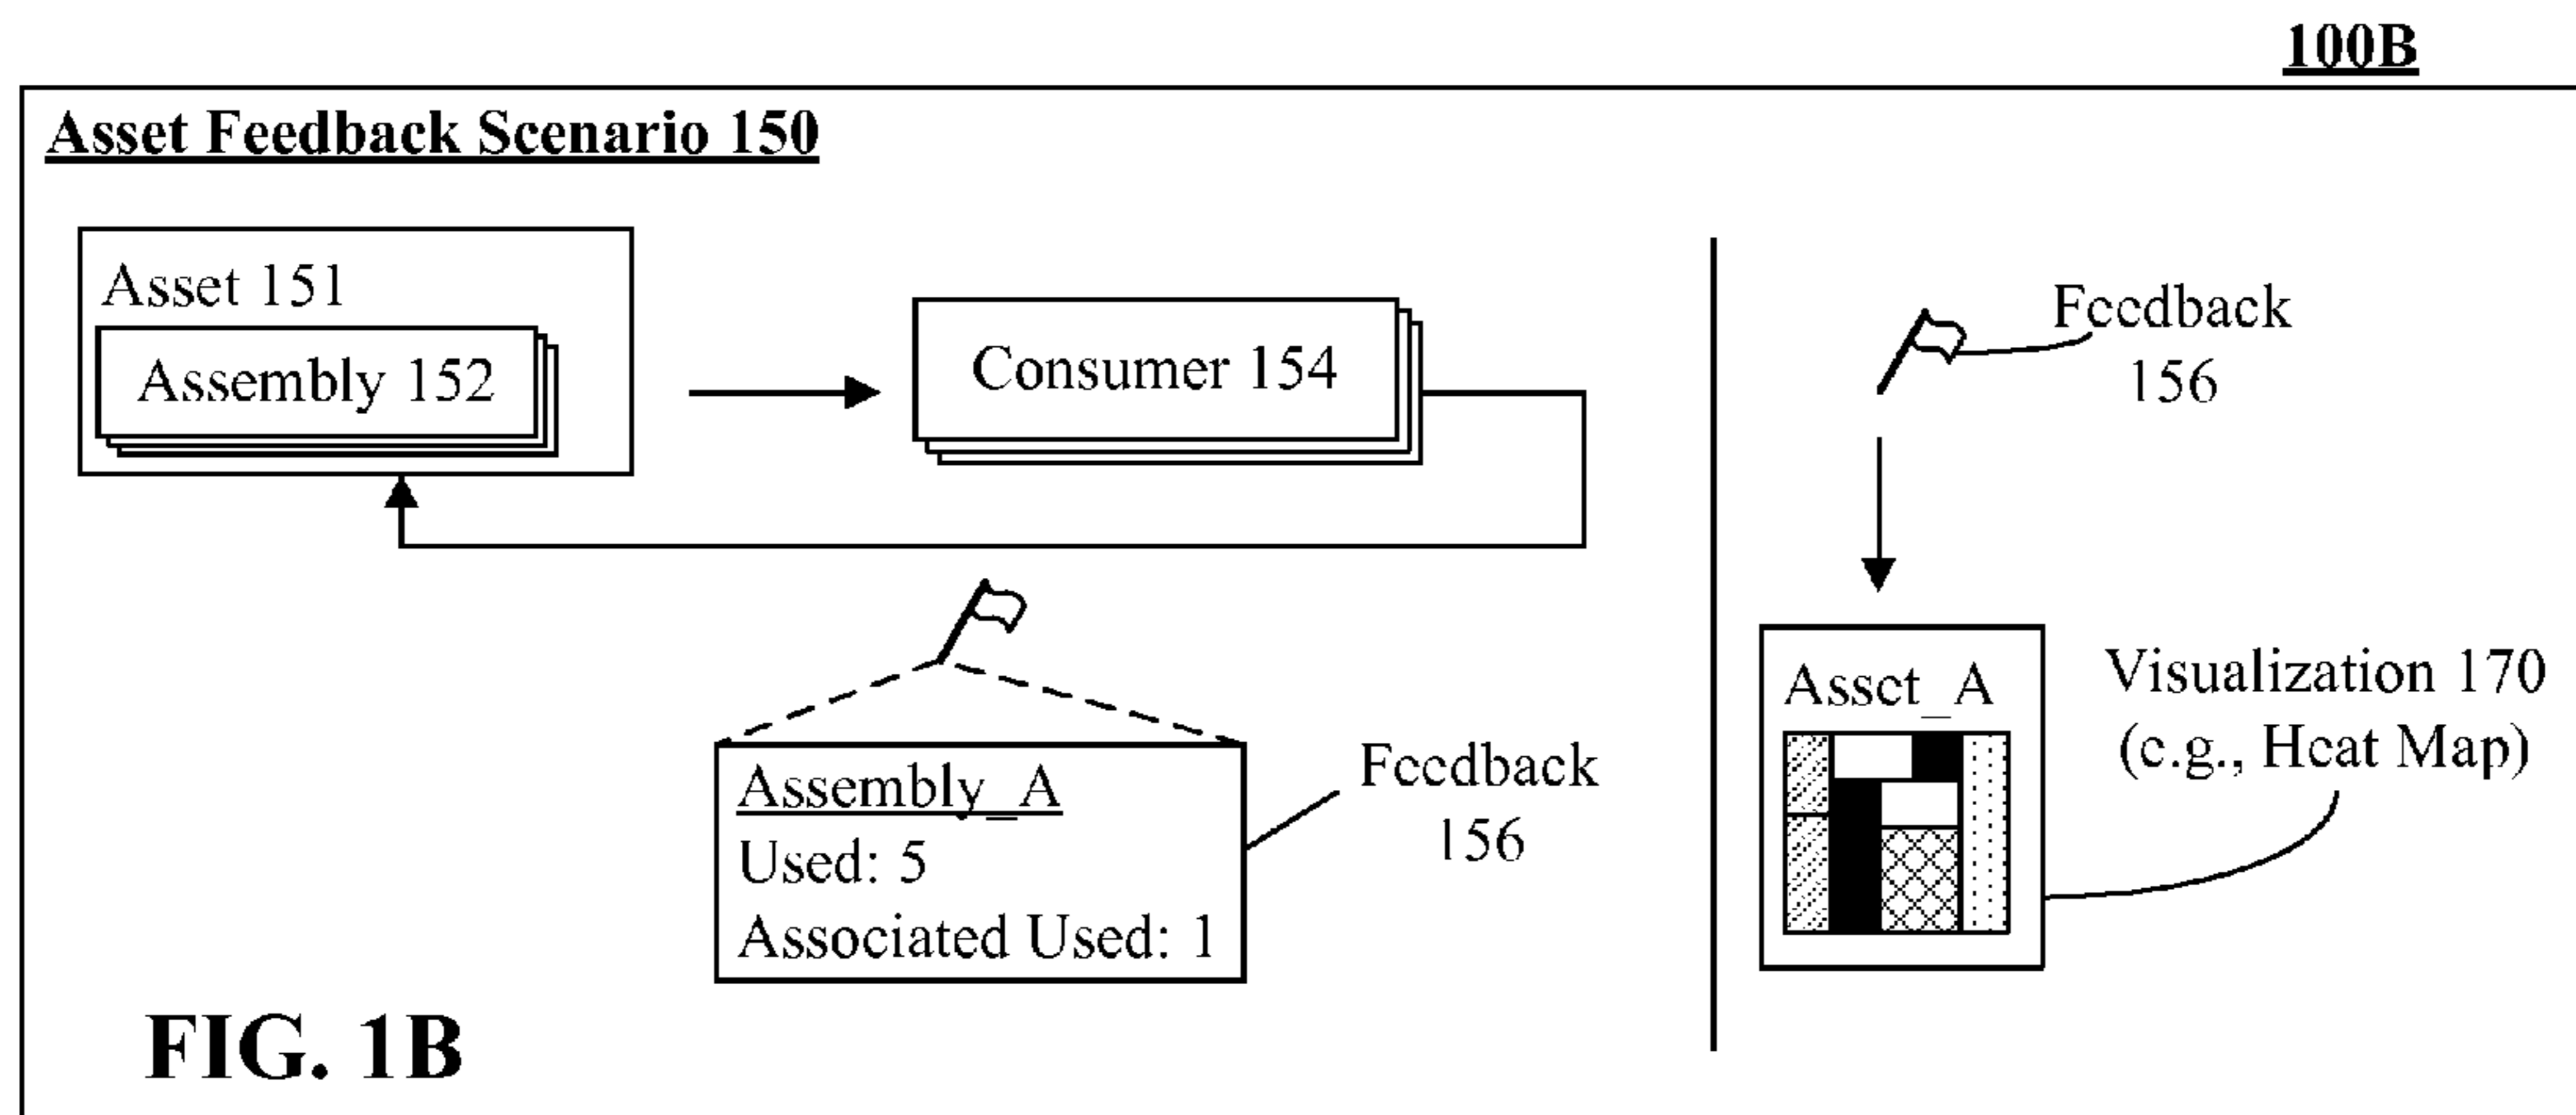 100B
Asset Feedback Scenario 150
Asset 151
Assembly 152
Consumer 154
Feedback
156
Assembly_A
Used: 5
Associated Used: 1
Feedback
156
Asset_A
Visualization 170
(e.g., Heat Map)
FIG. 1B